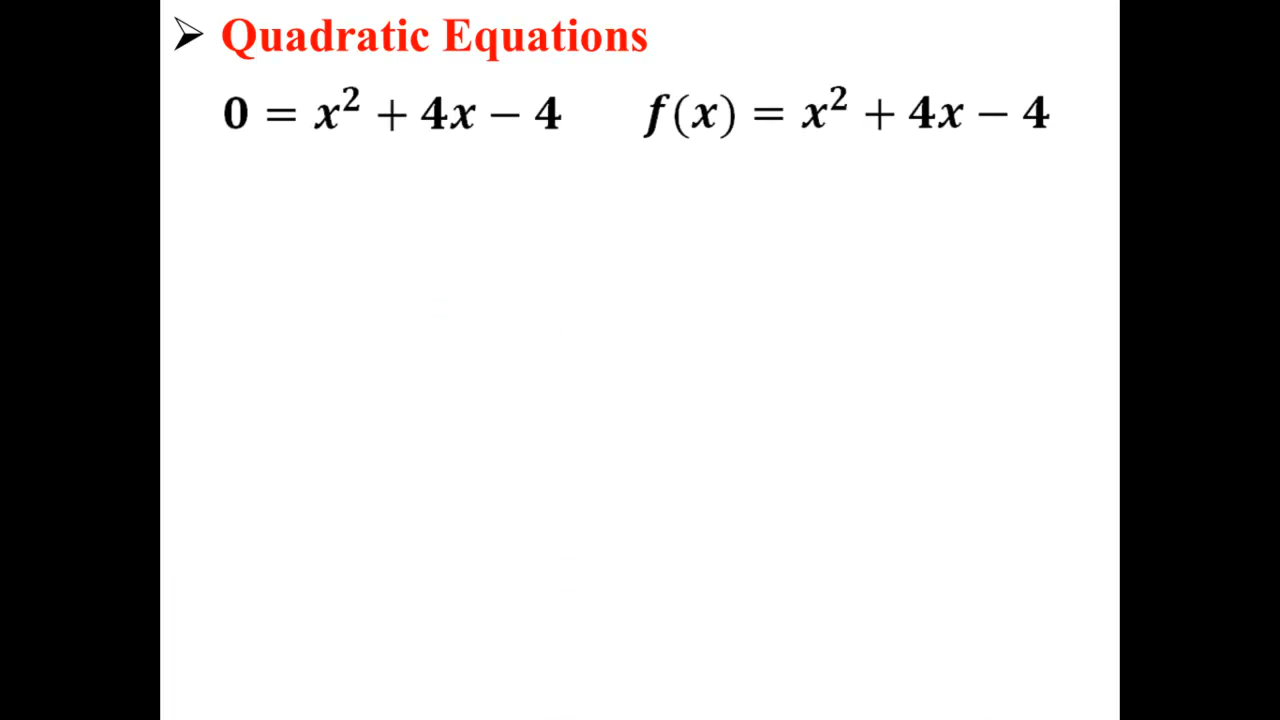 ➢ Quadratic Equations
0 = x² + 4x − 4 f(x) = x² + 4x − 4